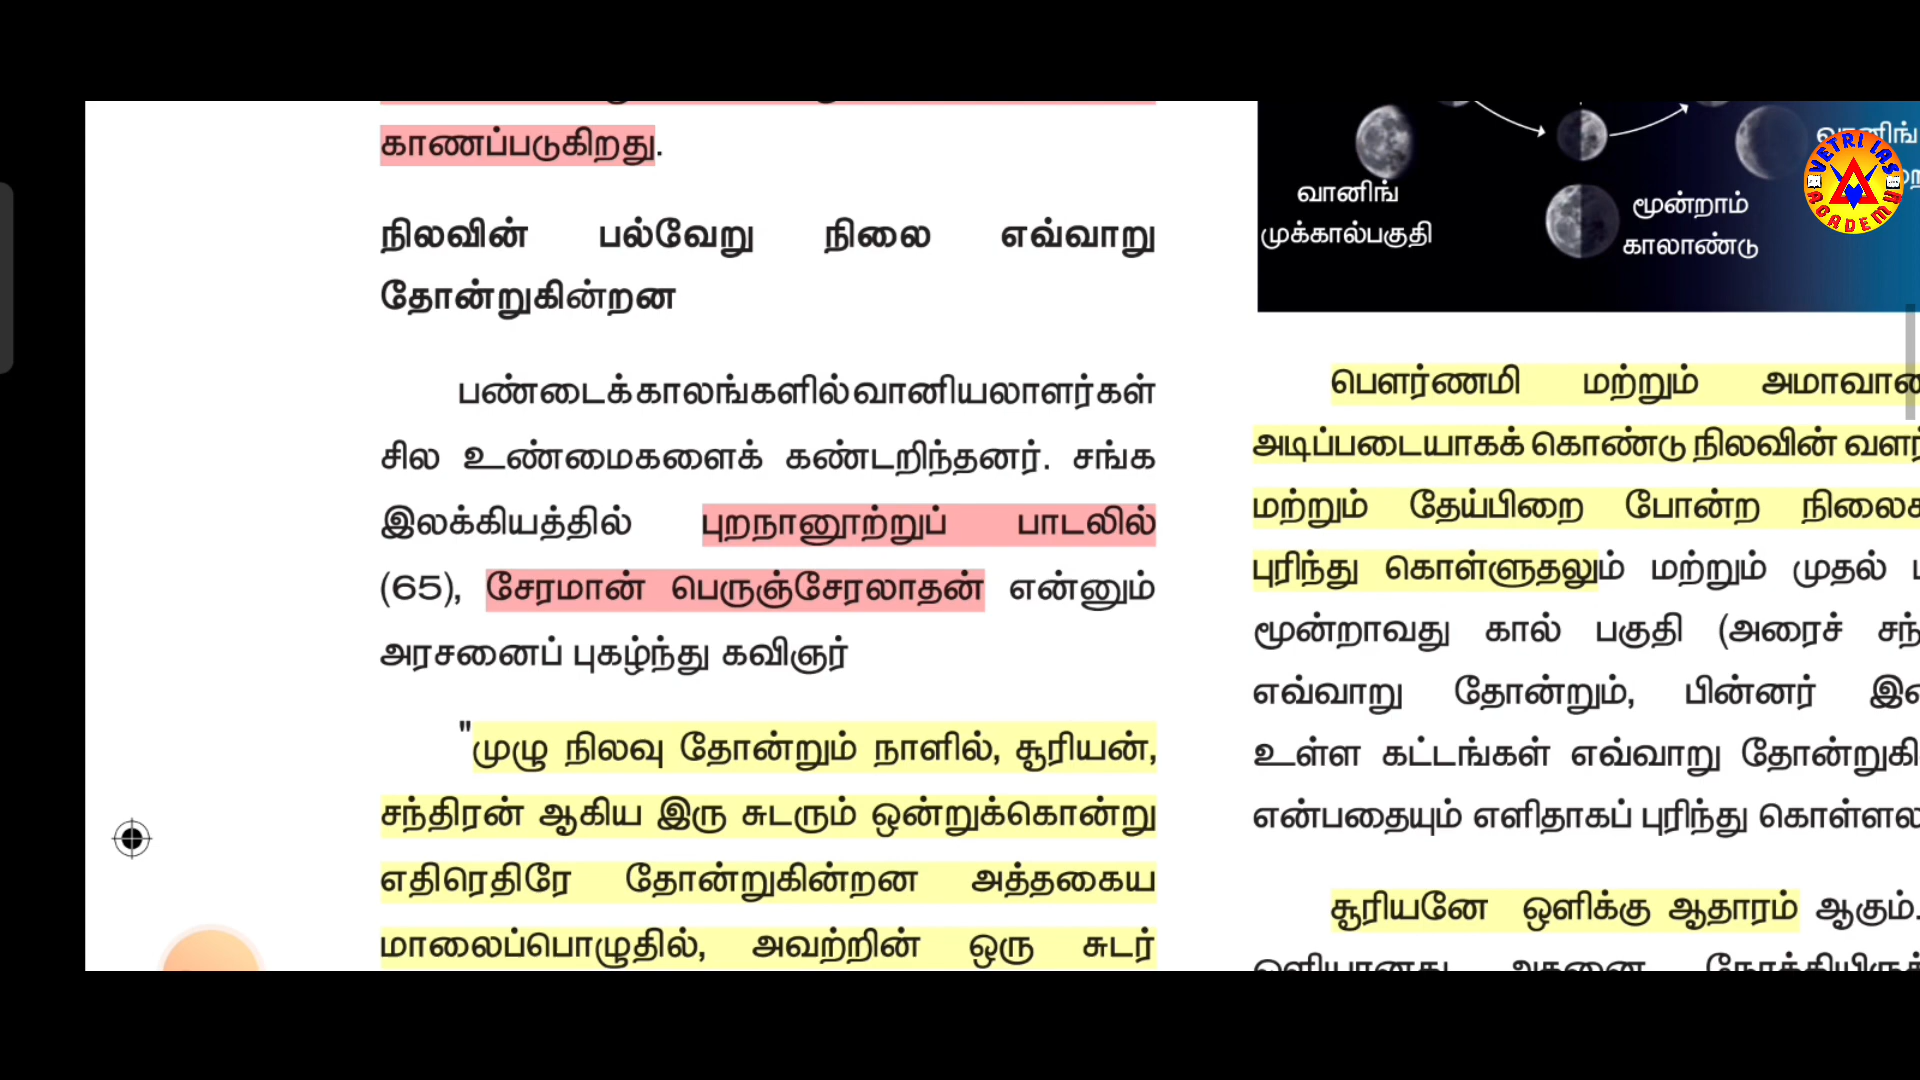 காணப்படுகிறது.
நிலவின் பல்வேறு நிலை எவ்வாறு
தோன்றுகின்றன
பண்டைக்காலங்களில்வானியலாளர்கள்
சில உண்மைகளைக் கண்டறிந்தனர். சங்க
இலக்கியத்தில் புறநானூற்றுப் பாடலில்
(65), சேரமான் பெருஞ்சேரலாதன் என்னும்
அரசனைப் புகழ்ந்து கவிஞர்
"முழு நிலவு தோன்றும் நாளில், சூரியன்,
சந்திரன் ஆகிய இரு சுடரும் ஒன்றுக்கொன்று
எதிரெதிரே தோன்றுகின்றன அத்தகைய
மாலைப்பொழுதில், அவற்றின் ஒரு சுடர்
வானிங்
முக்கால்பகுதி
மூன்றாம்
காலாண்டு
VETRI IAS
ACADEMY
பௌர்ணமி மற்றும்
அடிப்படையாகக் கொண்டு நிலவின்
மற்றும் தேய்பிறை போன்ற
புரிந்து கொள்ளுதலும் மற்றும் முதல்
மூன்றாவது கால் பகுதி (அரைச்
எவ்வாறு தோன்றும், பின்னர்
உள்ள கட்டங்கள் எவ்வாறு
என்பதையும் எளிதாகப் புரிந்து
சூரியனே ஒளிக்கு ஆதாரம் ஆகும்.